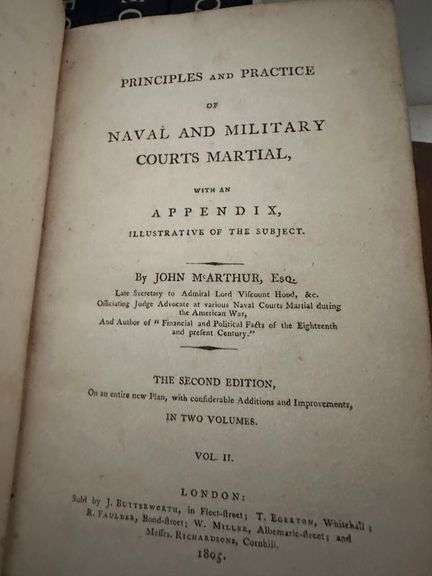 PRINCIPLES AND PRACTICE
OF
NAVAL AND MILITARY
COURTS MARTIAL,
WITH AN
APPENDIX,
ILLUSTRATIVE OF THE SUBJECT.
By JOHN McARTHUR, Esq.
Late Secretary to Admiral Lord Viscount Hood, &c.
Officiating Judge Advocate at various Naval Courts Martial during
the American War,
And Author of "Financial and Political Facts of the Eighteenth
and present Century."
THE SECOND EDITION,
On an entire new Plan, with considerable Additions and Improvements,
IN TWO VOLUMES.
VOL. II.
LONDON:
Sold by J. BUTTERWORTH, in Fleet-street; T. EGERTON, Whitehall;
R. FAULDER, Bond-street; W. MILLER, Albemarle-street; and
Messrs. RICHARDSONS, Cornhill.
1805.